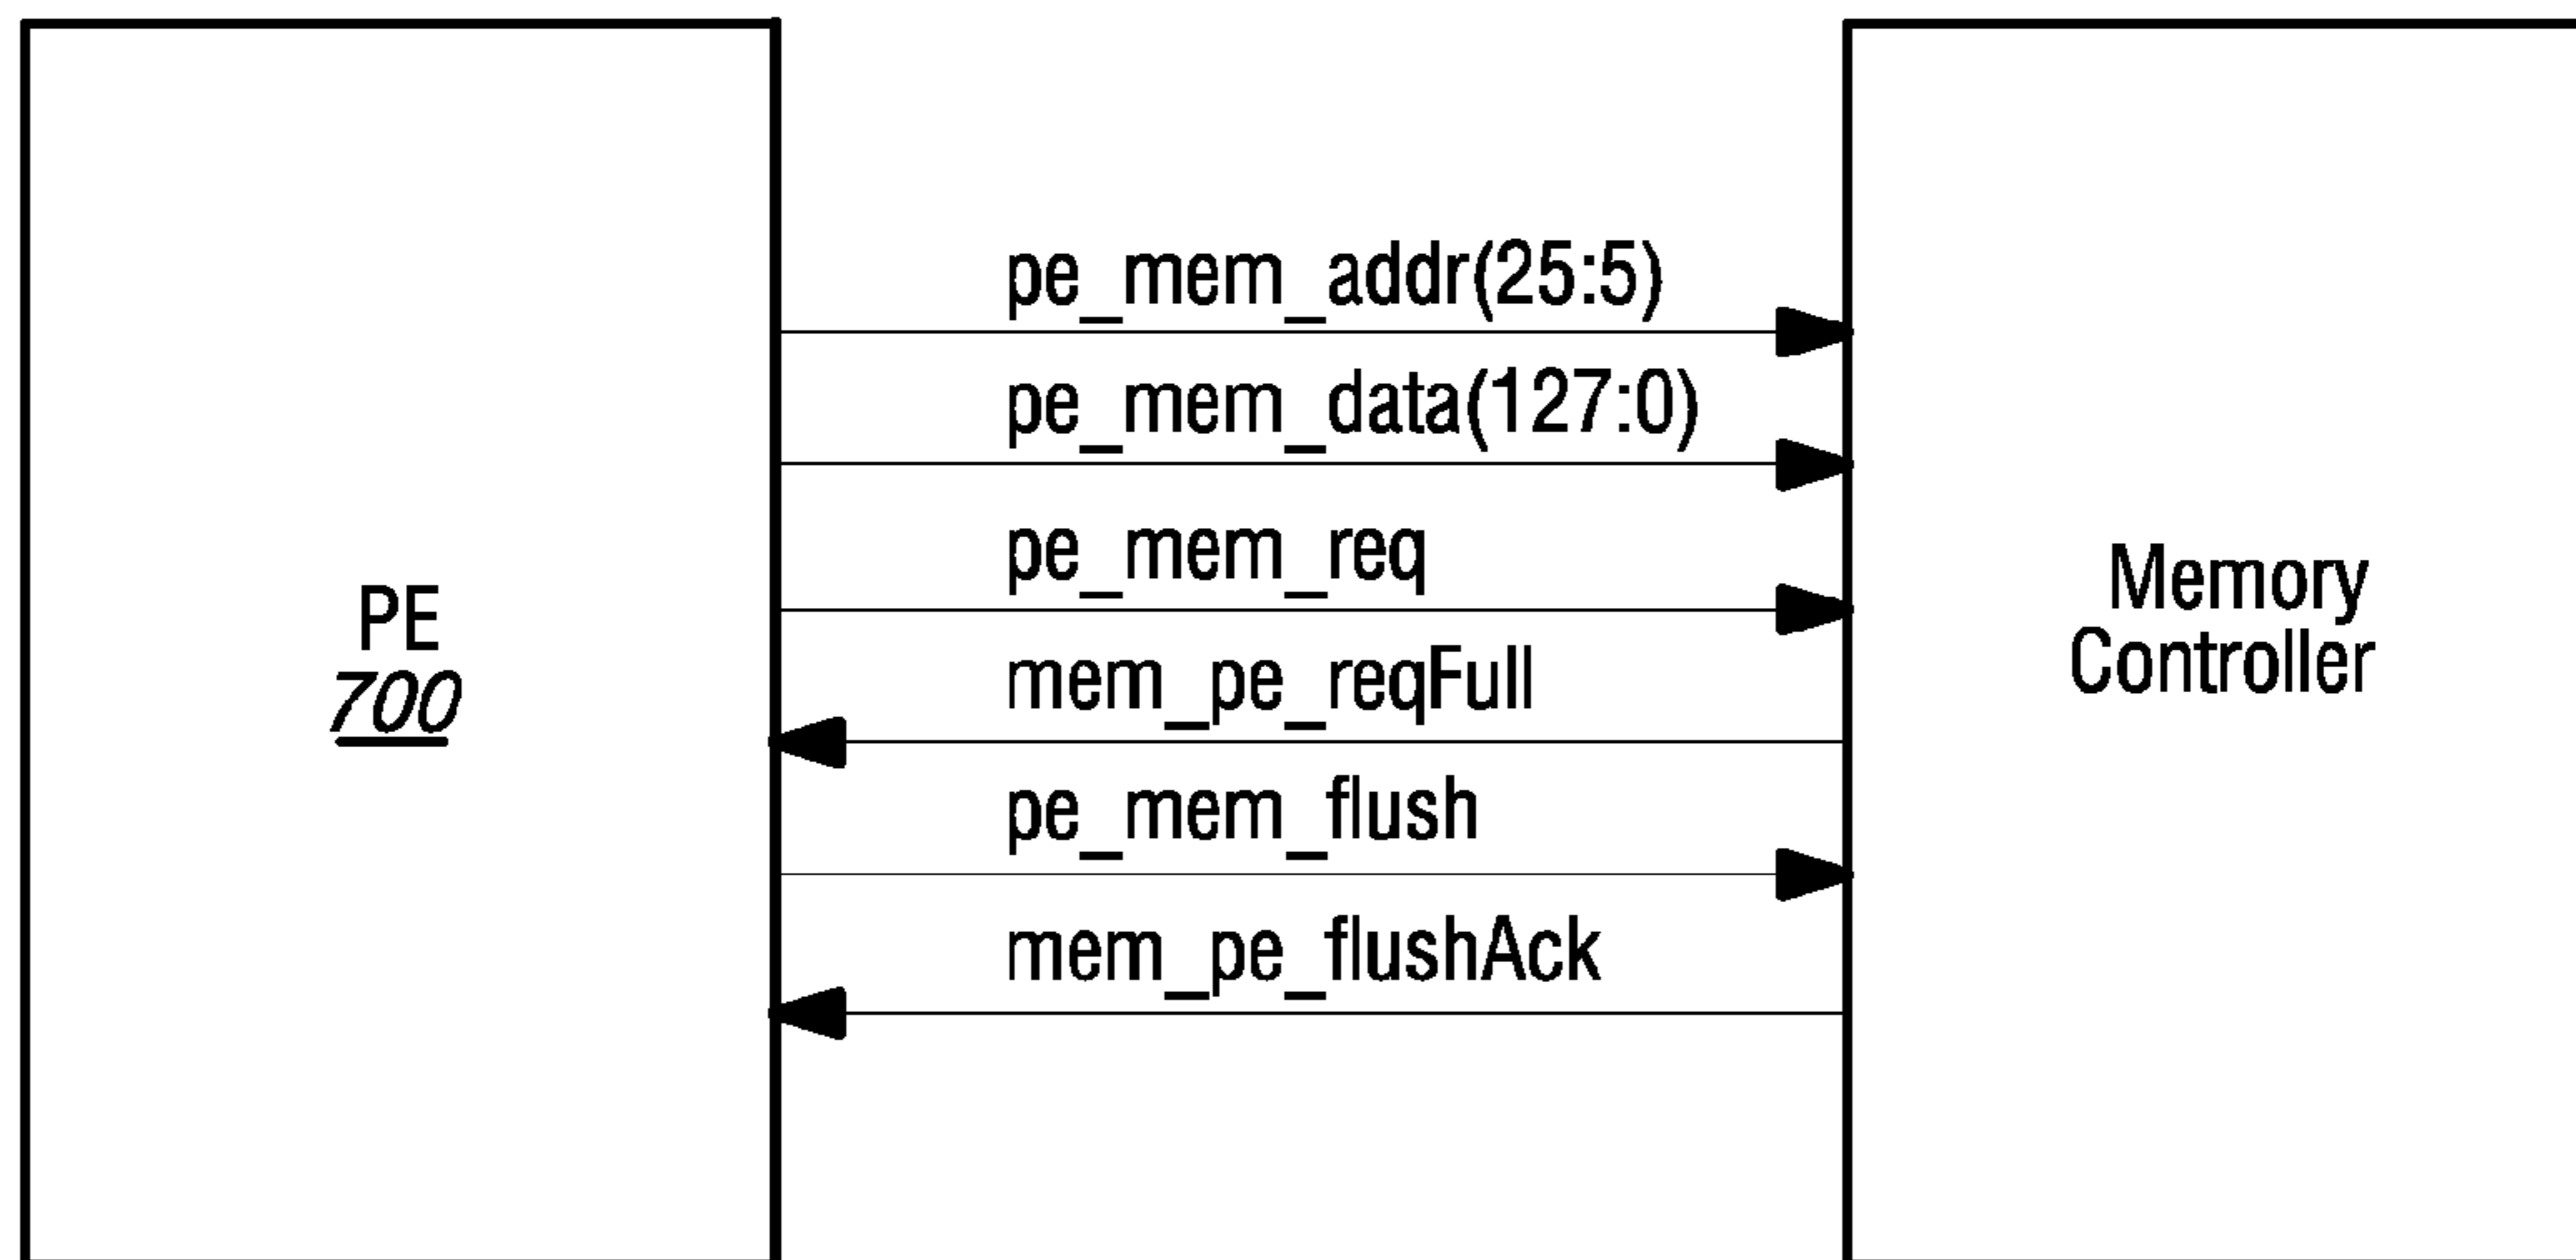 PE
700
pe_mem_addr(25:5)
pe_mem_data(127:0)
pe_mem_req
mem_pe_reqFull
pe_mem_flush
mem_pe_flushAck
Memory
Controller